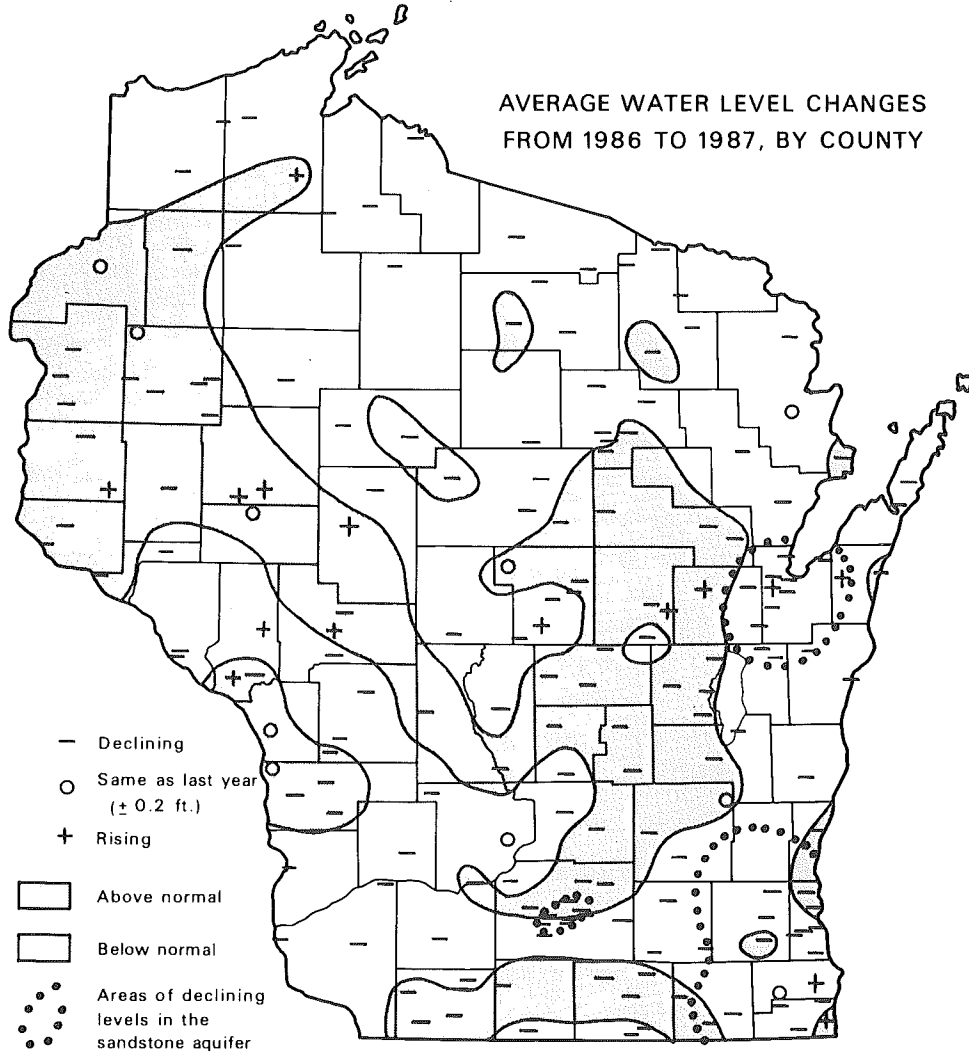 AVERAGE WATER LEVEL CHANGES
FROM 1986 TO 1987, BY COUNTY
Declining
Same as last year
(± 0.2 ft.)
Rising
Above normal
Below normal
Areas of declining
levels in the
sandstone aquifer